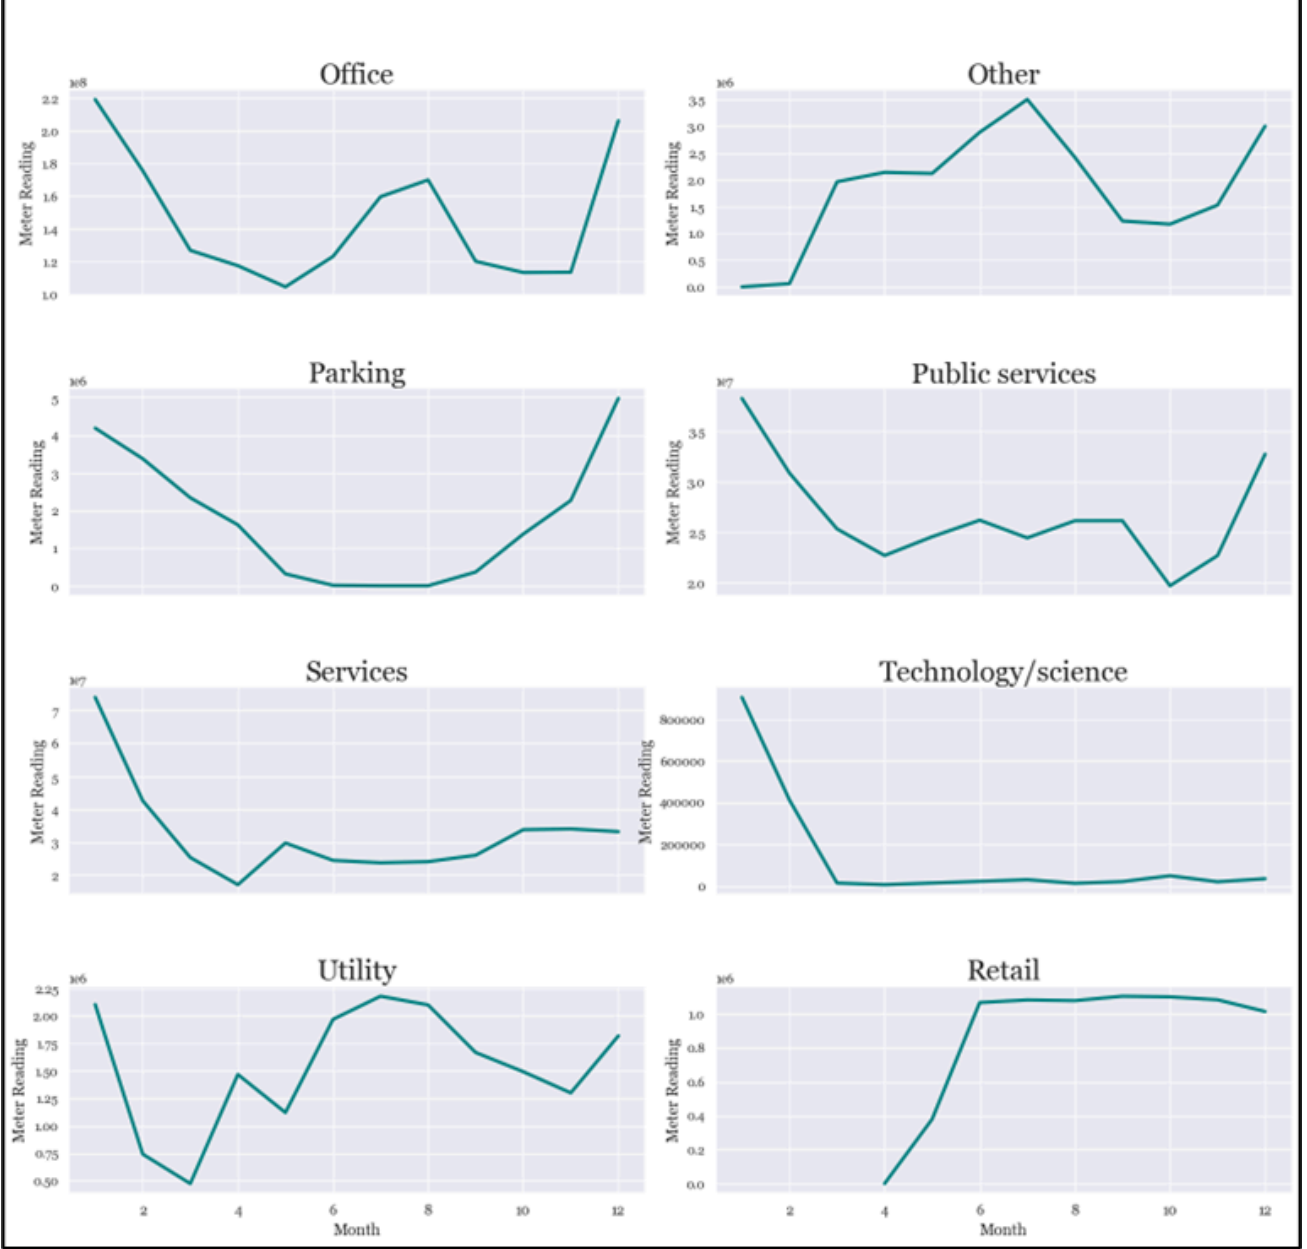 Office
1e8
2.2
2.0
1.8
1.6
1.4
1.2
1.0
Meter Reading
Other
1e6
3.5
3.0
2.5
2.0
1.5
1.0
0.5
0.0
Meter Reading
Parking
1e6
5
4
3
2
1
0
Meter Reading
Public services
1e7
3.5
3.0
2.5
2.0
Meter Reading
Services
1e7
7
6
5
4
3
2
Meter Reading
Technology/science
800000
600000
400000
200000
0
Meter Reading
Utility
1e6
2.25
2.00
1.75
1.50
1.25
1.00
0.75
0.50
Meter Reading
2 4 6 8 10 12
Month
Retail
1e6
1.0
0.8
0.6
0.4
0.2
0.0
Meter Reading
2 4 6 8 10 12
Month